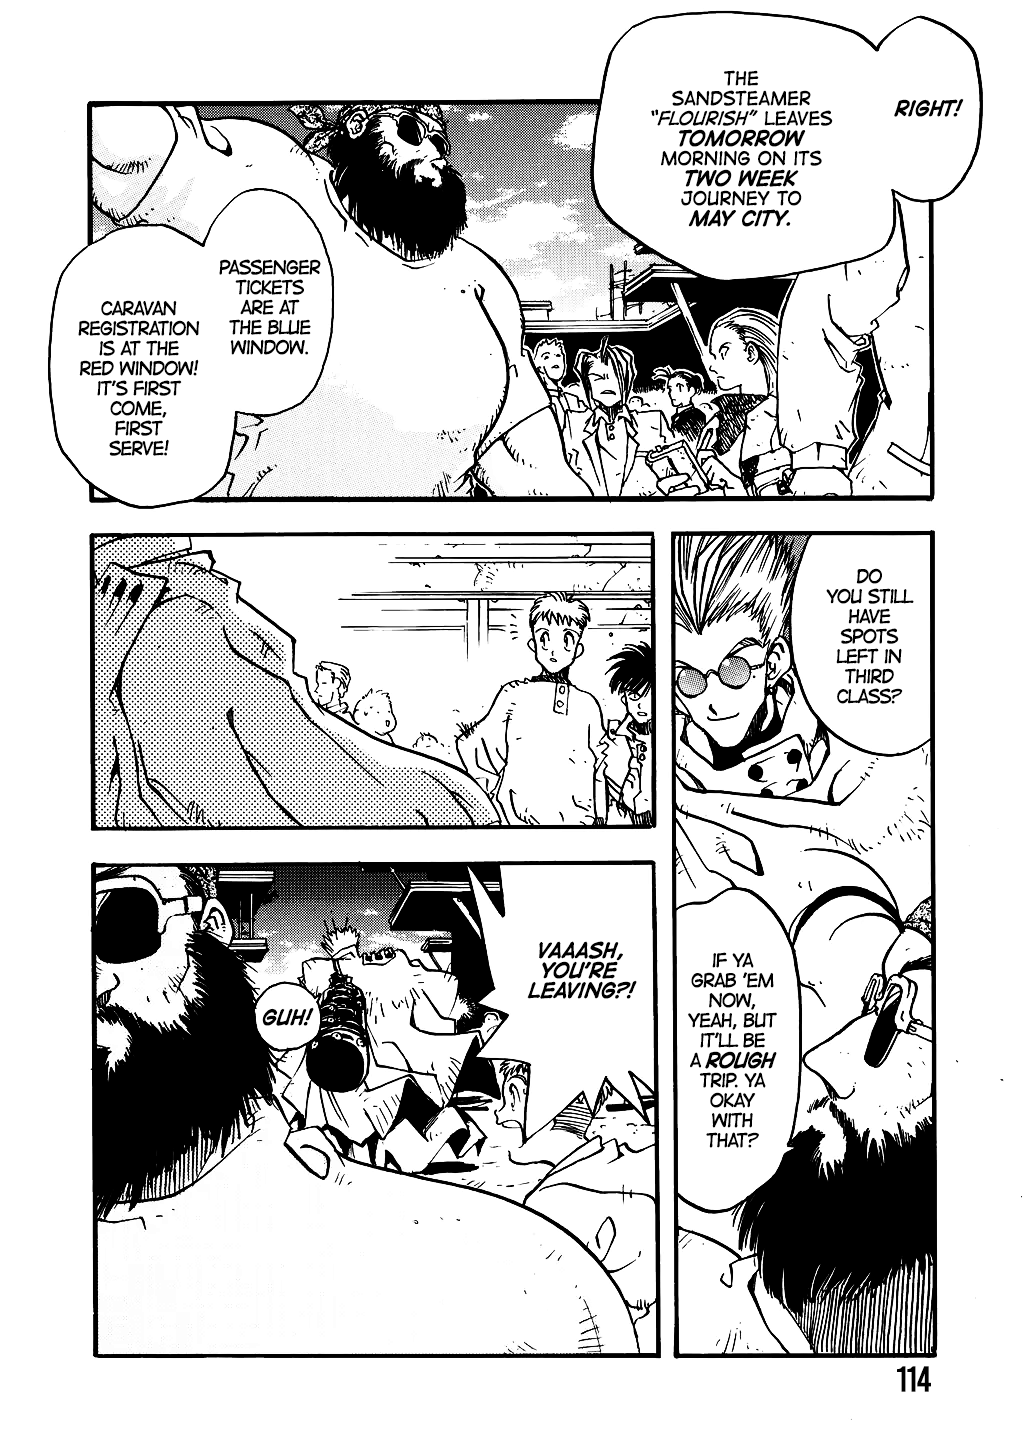 RIGHT!
THE
SANDSTEAMER
"FLOURISH" LEAVES
TOMORROW
MORNING ON ITS
TWO WEEK
JOURNEY TO
MAY CITY.
PASSENGER
TICKETS
ARE AT
THE BLUE
WINDOW.
CARAVAN
REGISTRATION
IS AT THE
RED WINDOW!
IT'S FIRST
COME,
FIRST
SERVE!
DO
YOU STILL
HAVE
SPOTS
LEFT IN
THIRD
CLASS?
IF YA
GRAB 'EM
NOW,
YEAH, BUT
IT'LL BE
A ROUGH
TRIP. YA
OKAY
WITH
THAT?
VAAASH,
YOU'RE
LEAVING?!
GUH!
114